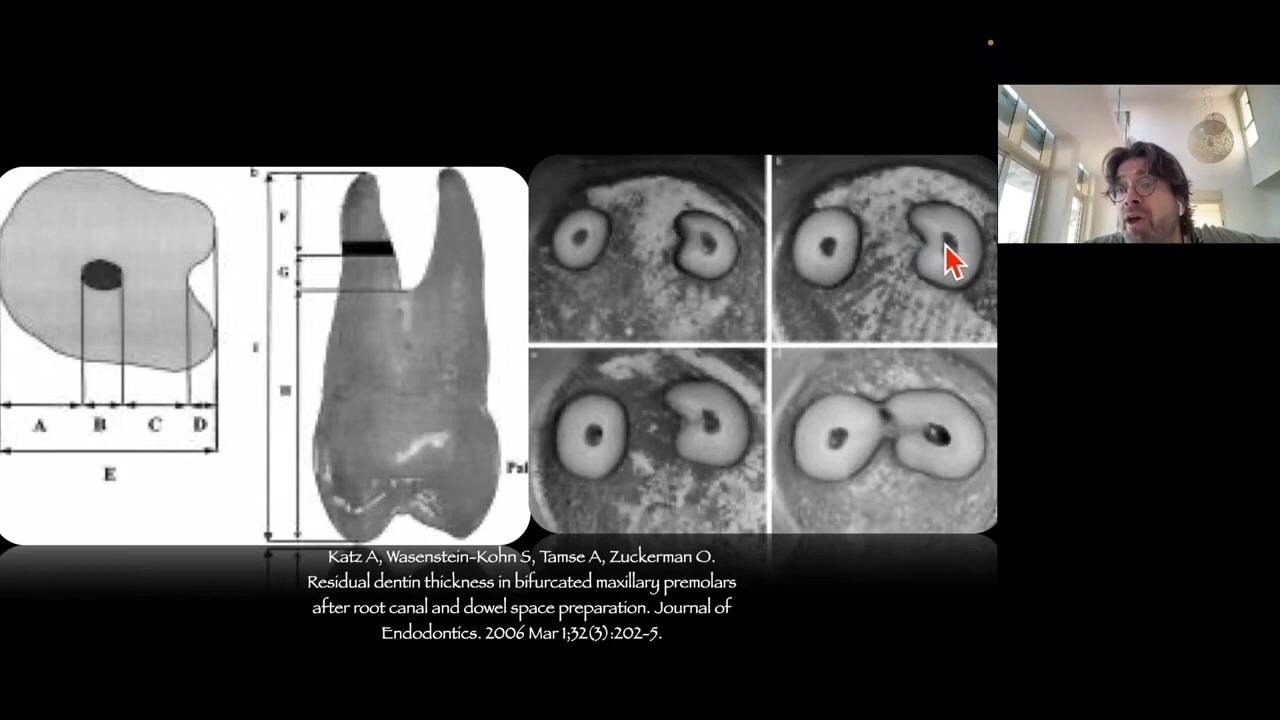 b
F
G
I
H
A B C D
E
Pal
b
Katz A, Wasenstein-Kohn S, Tamse A, Zuckerman O.
Residual dentin thickness in bifurcated maxillary premolars
after root canal and dowel space preparation. Journal of
Endodontics. 2006 Mar 1;32(3):202-5.